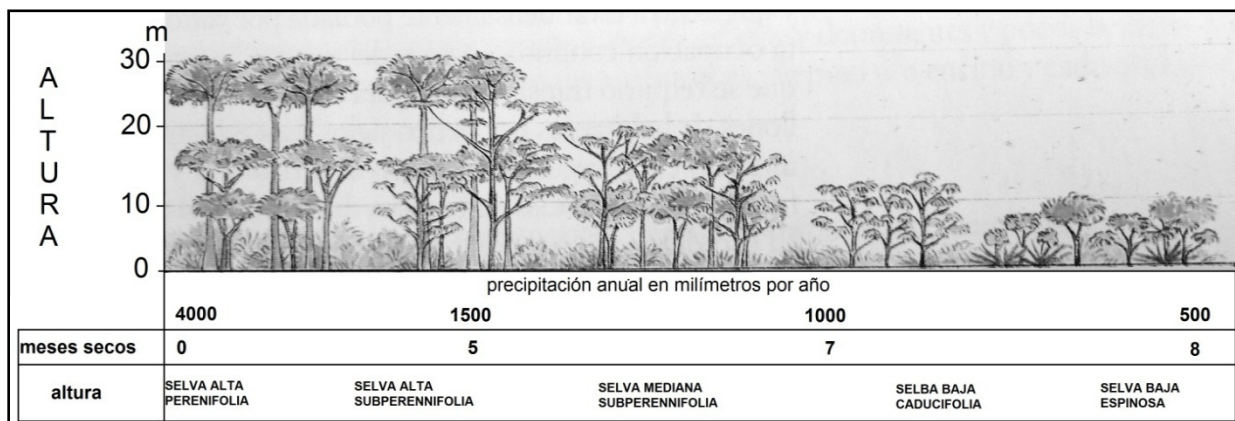 m
ALTURA
30
20
10
0
precipitación anual en milímetros por año
4000 1500 1000 500
meses secos 0 5 7 8
altura
SELVA ALTA
PERENIFOLIA
SELVA ALTA
SUBPERENNIFOLIA
SELVA MEDIANA
SUBPERENNIFOLIA
SELBA BAJA
CADUCIFOLIA
SELVA BAJA
ESPINOSA